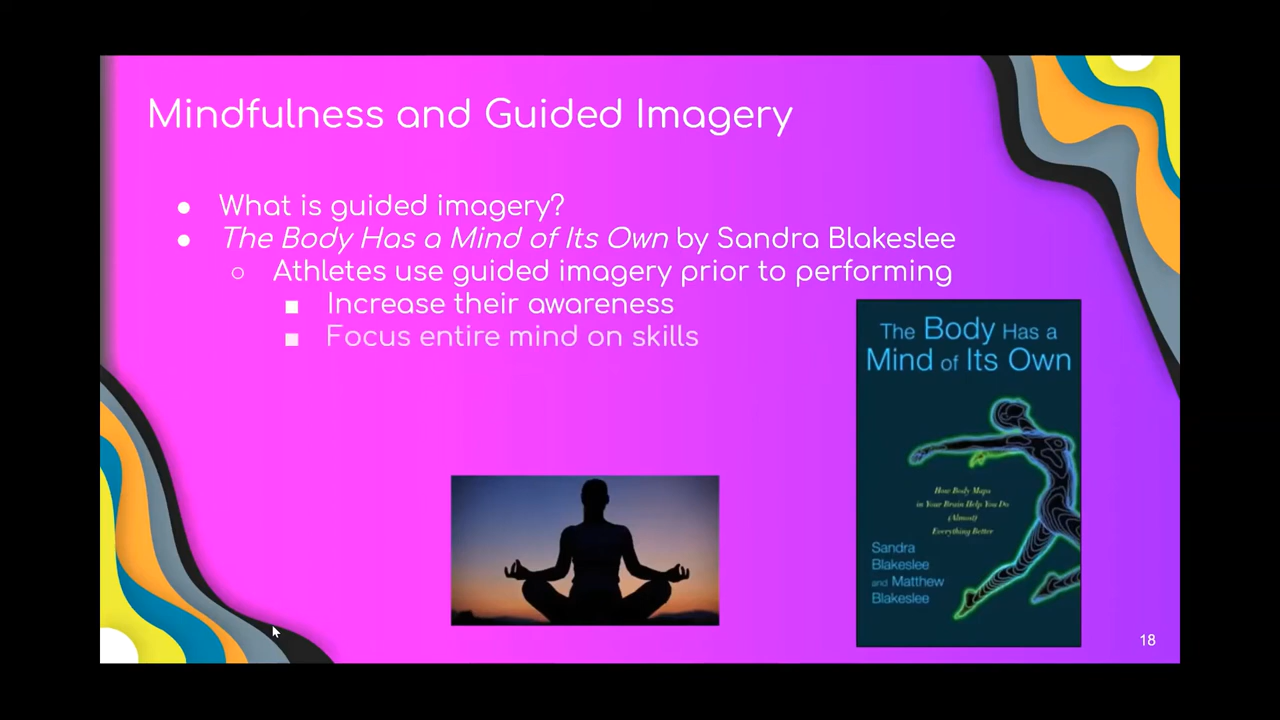 Mindfulness and Guided Imagery
● What is guided imagery?
● The Body Has a Mind of Its Own by Sandra Blakeslee
○ Athletes use guided imagery prior to performing
■ Increase their awareness
■ Focus entire mind on skills
The Body Has a
Mind of Its Own
How Body Maps
in Your Brain Help You Do
(Almost)
Everything Better
Sandra
Blakeslee
and Matthew
Blakeslee
18